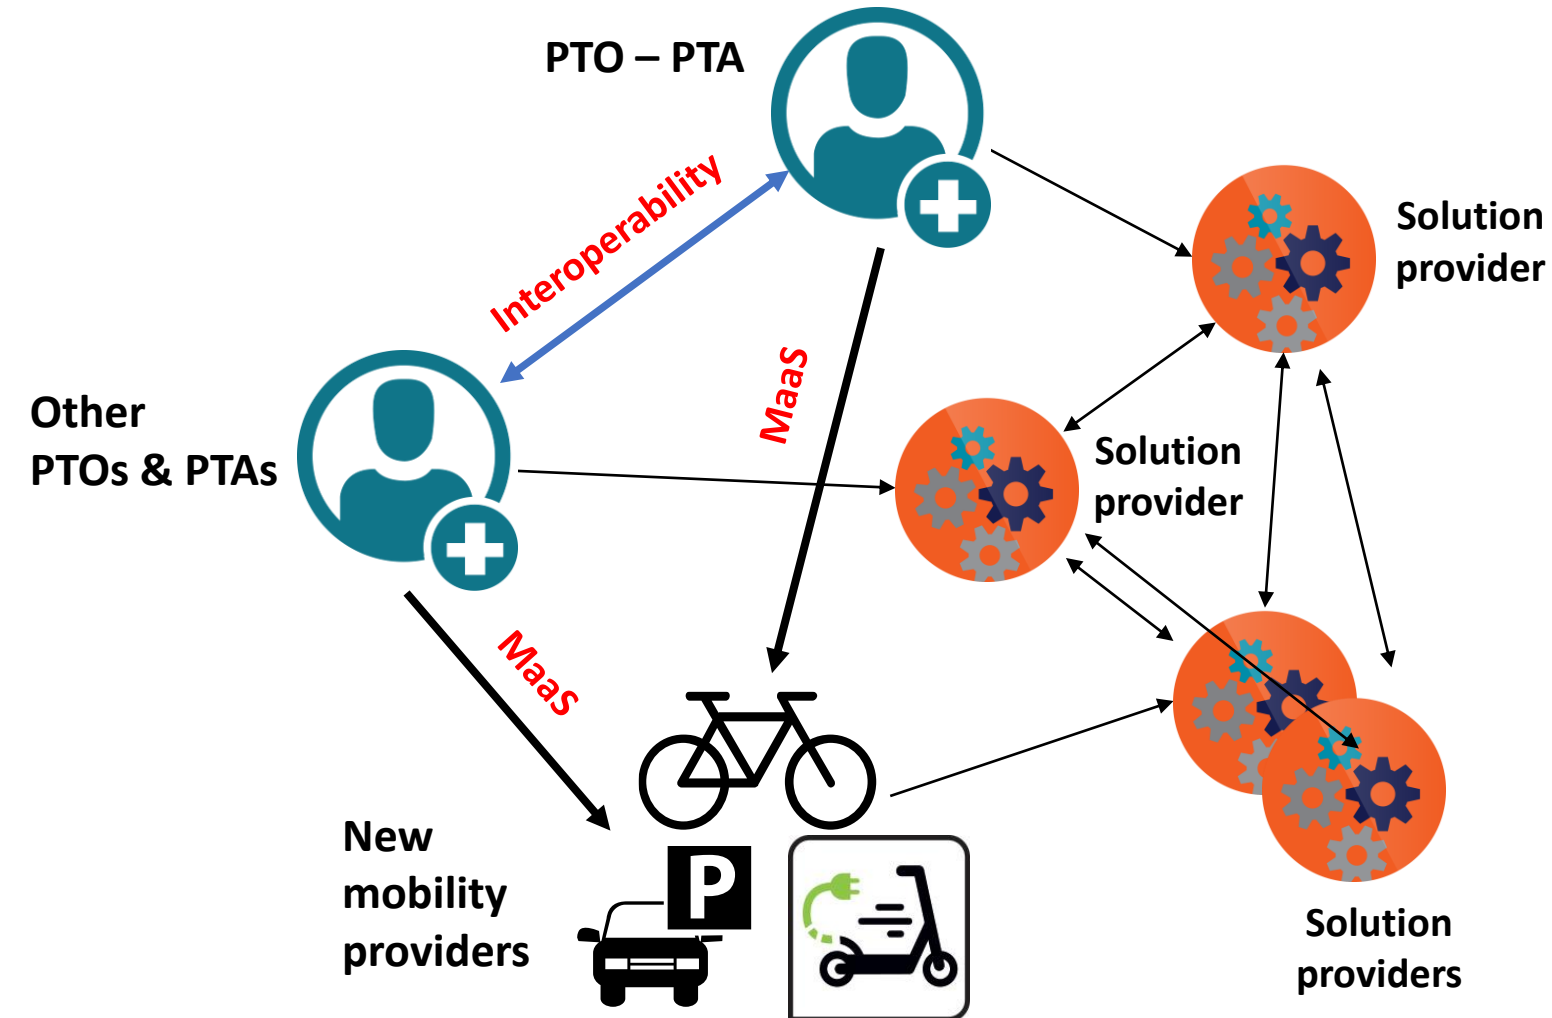 PTO – PTA
Interoperability
Solution
provider
MaaS
Other
PTOs & PTAs
Solution
provider
MaaS
New
mobility
providers
P
Solution
providers